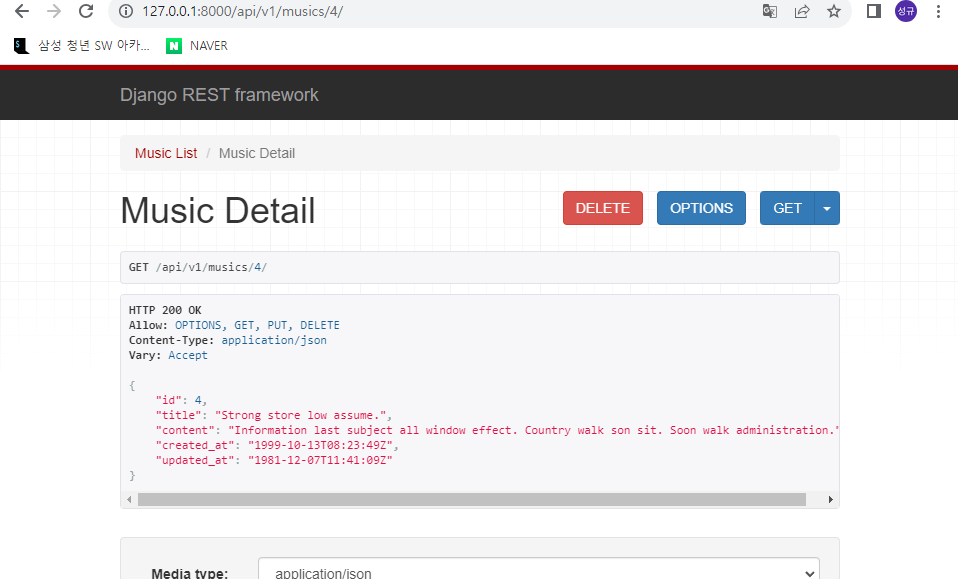 127.0.0.1:8000/api/v1/musics/4/
성규
S 삼성 청년 SW 아카... N NAVER
Django REST framework
Music List / Music Detail
Music Detail DELETE OPTIONS GET
GET /api/v1/musics/4/
HTTP 200 OK
Allow: OPTIONS, GET, PUT, DELETE
Content-Type: application/json
Vary: Accept
{
"id": 4,
"title": "Strong store low assume.",
"content": "Information last subject all window effect. Country walk son sit. Soon walk administration."
"created_at": "1999-10-13T08:23:49Z",
"updated_at": "1981-12-07T11:41:09Z"
}
Media type: application/json